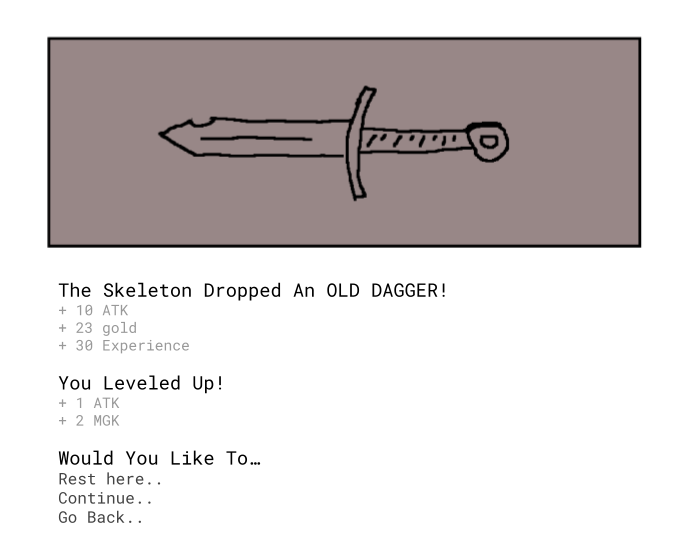 The Skeleton Dropped An OLD DAGGER!
+ 10 ATK
+ 23 gold
+ 30 Experience
You Leveled Up!
+ 1 ATK
+ 2 MGK
Would You Like To…
Rest here..
Continue..
Go Back..